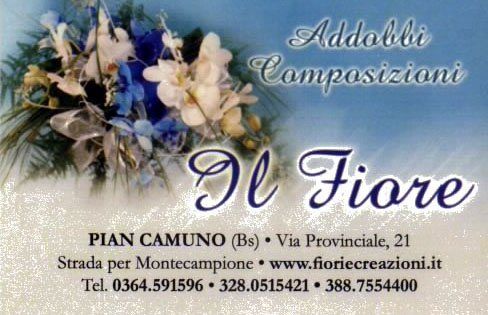 Addobbi
Composizioni
Il Fiore
PIAN CAMUNO (Bs) • Via Provinciale, 21
Strada per Montecampione • www.fioriecreazioni.it
Tel. 0364.591596 • 328.0515421 • 388.7554400